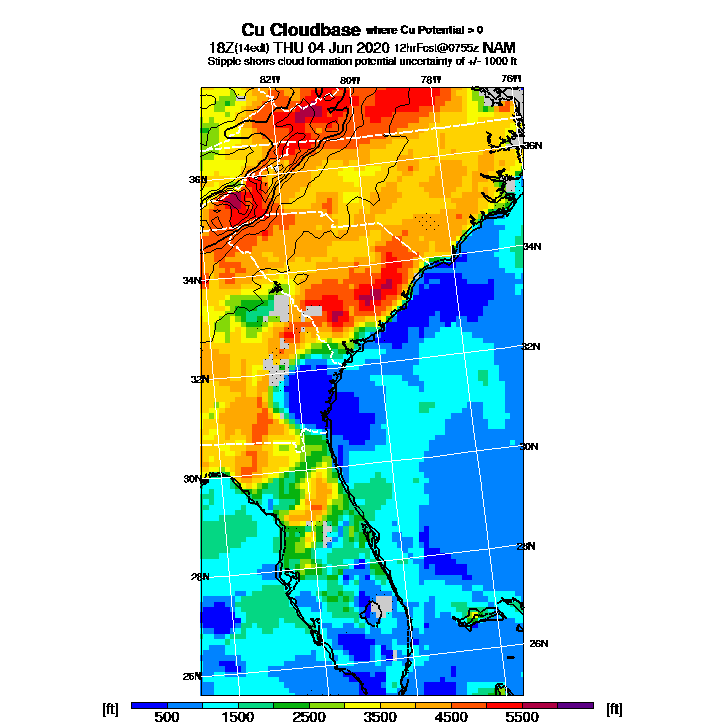 Cu Cloudbase where Cu Potential > 0
18Z(14edt) THU 04 Jun 2020 12hrFcst@0755z NAM
Stipple shows cloud formation potential uncertainty of +/- 1000 ft
82W 80W 78W 76W
36N
36N
34N
34N
32N
32N
30N
30N
28N
28N
26N
26N
[ft] 500 1500 2500 3500 4500 5500 [ft]